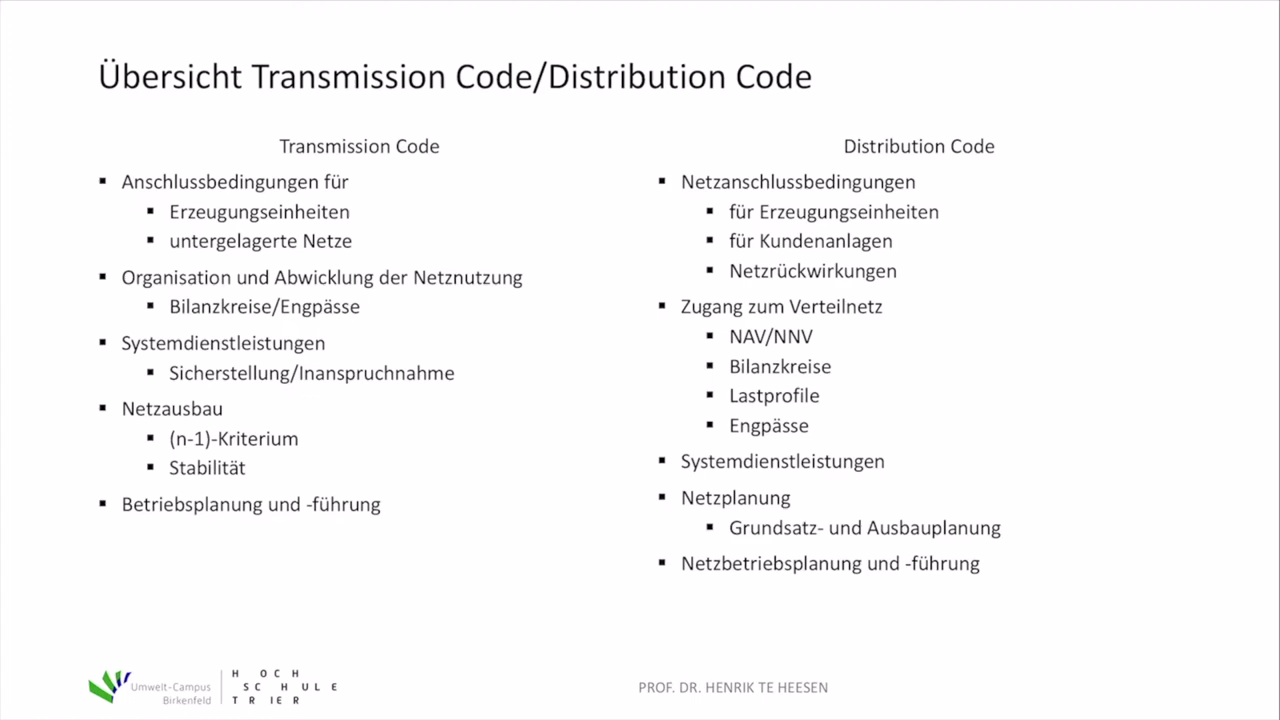 Übersicht Transmission Code/Distribution Code
Transmission Code
▪ Anschlussbedingungen für
▪ Erzeugungseinheiten
▪ untergelagerte Netze
▪ Organisation und Abwicklung der Netznutzung
▪ Bilanzkreise/Engpässe
▪ Systemdienstleistungen
▪ Sicherstellung/Inanspruchnahme
▪ Netzausbau
▪ (n-1)-Kriterium
▪ Stabilität
▪ Betriebsplanung und -führung
Distribution Code
▪ Netzanschlussbedingungen
▪ für Erzeugungseinheiten
▪ für Kundenanlagen
▪ Netzrückwirkungen
▪ Zugang zum Verteilnetz
▪ NAV/NNV
▪ Bilanzkreise
▪ Lastprofile
▪ Engpässe
▪ Systemdienstleistungen
▪ Netzplanung
▪ Grundsatz- und Ausbauplanung
▪ Netzbetriebsplanung und -führung
Umwelt-Campus
Birkenfeld
HOCH
SCHULE
TRIER
PROF. DR. HENRIK TE HEESEN